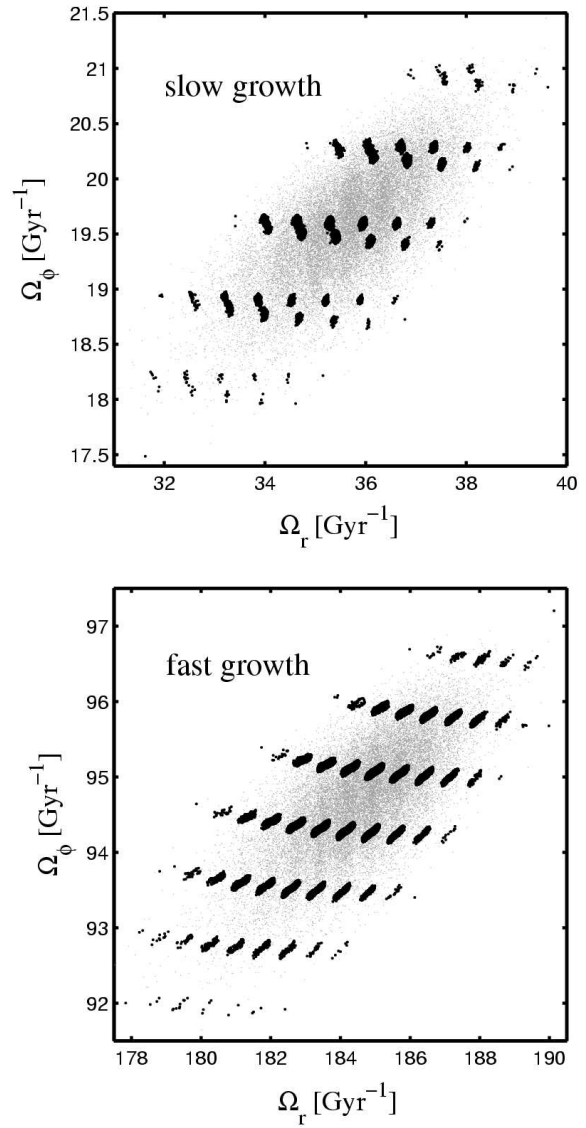 21.5
21
20.5
20
19.5
19
18.5
18
17.5
slow growth
Ω_ϕ [Gyr⁻¹]
32 34 36 38 40
Ω_r [Gyr⁻¹]
97
96
95
94
93
92
fast growth
Ω_ϕ [Gyr⁻¹]
178 180 182 184 186 188 190
Ω_r [Gyr⁻¹]